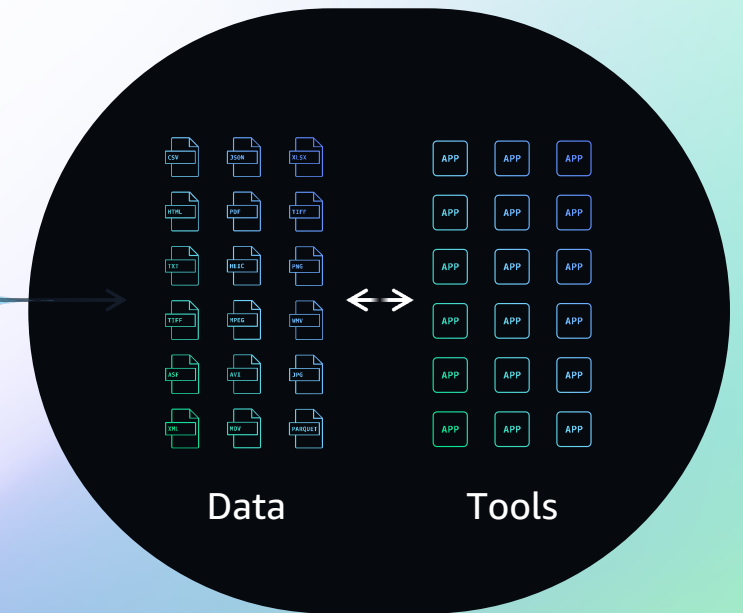 CSV JSON XLSX APP APP APP
HTML PDF TIFF APP APP APP
TXT HEIC PNG APP APP APP
TIFF MPEG WMV APP APP APP
ASF AVI JPG APP APP APP
XML MOV PARQUET APP APP APP
Data Tools